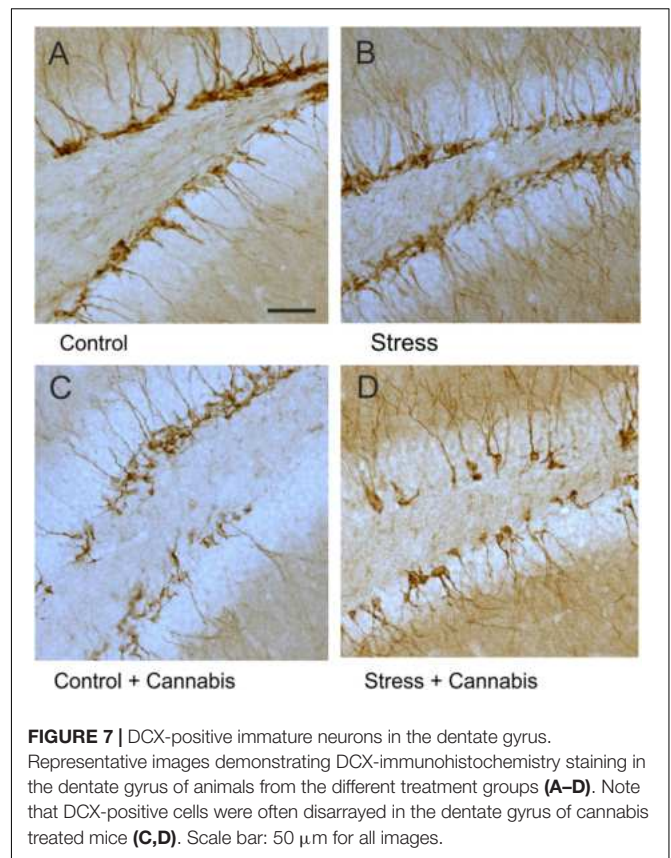 A
B
Control
Stress
C
D
Control + Cannabis
Stress + Cannabis
FIGURE 7 | DCX-positive immature neurons in the dentate gyrus.
Representative images demonstrating DCX-immunohistochemistry staining in
the dentate gyrus of animals from the different treatment groups (A–D). Note
that DCX-positive cells were often disarrayed in the dentate gyrus of cannabis
treated mice (C,D). Scale bar: 50 μm for all images.